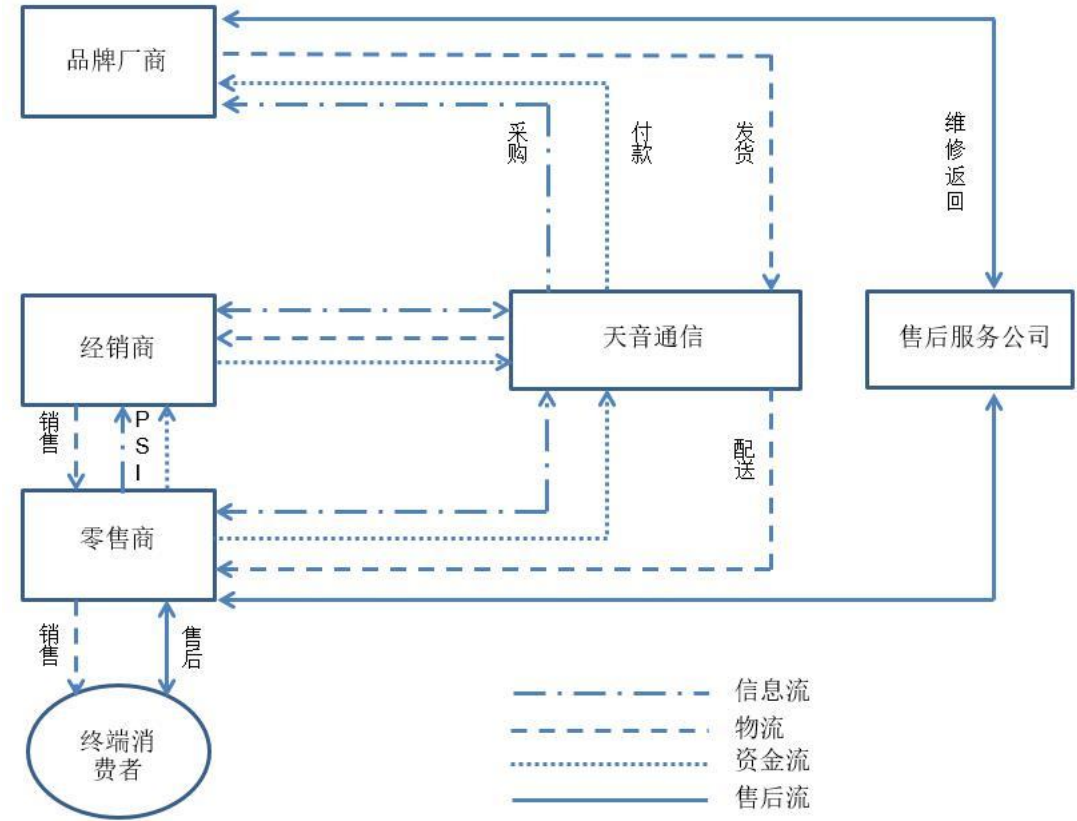 品牌厂商
采购
付款
发货
维修返回
经销商
天音通信
售后服务公司
销售
PSI
配送
零售商
销售
售后
终端消
费者
信息流
物流
资金流
售后流